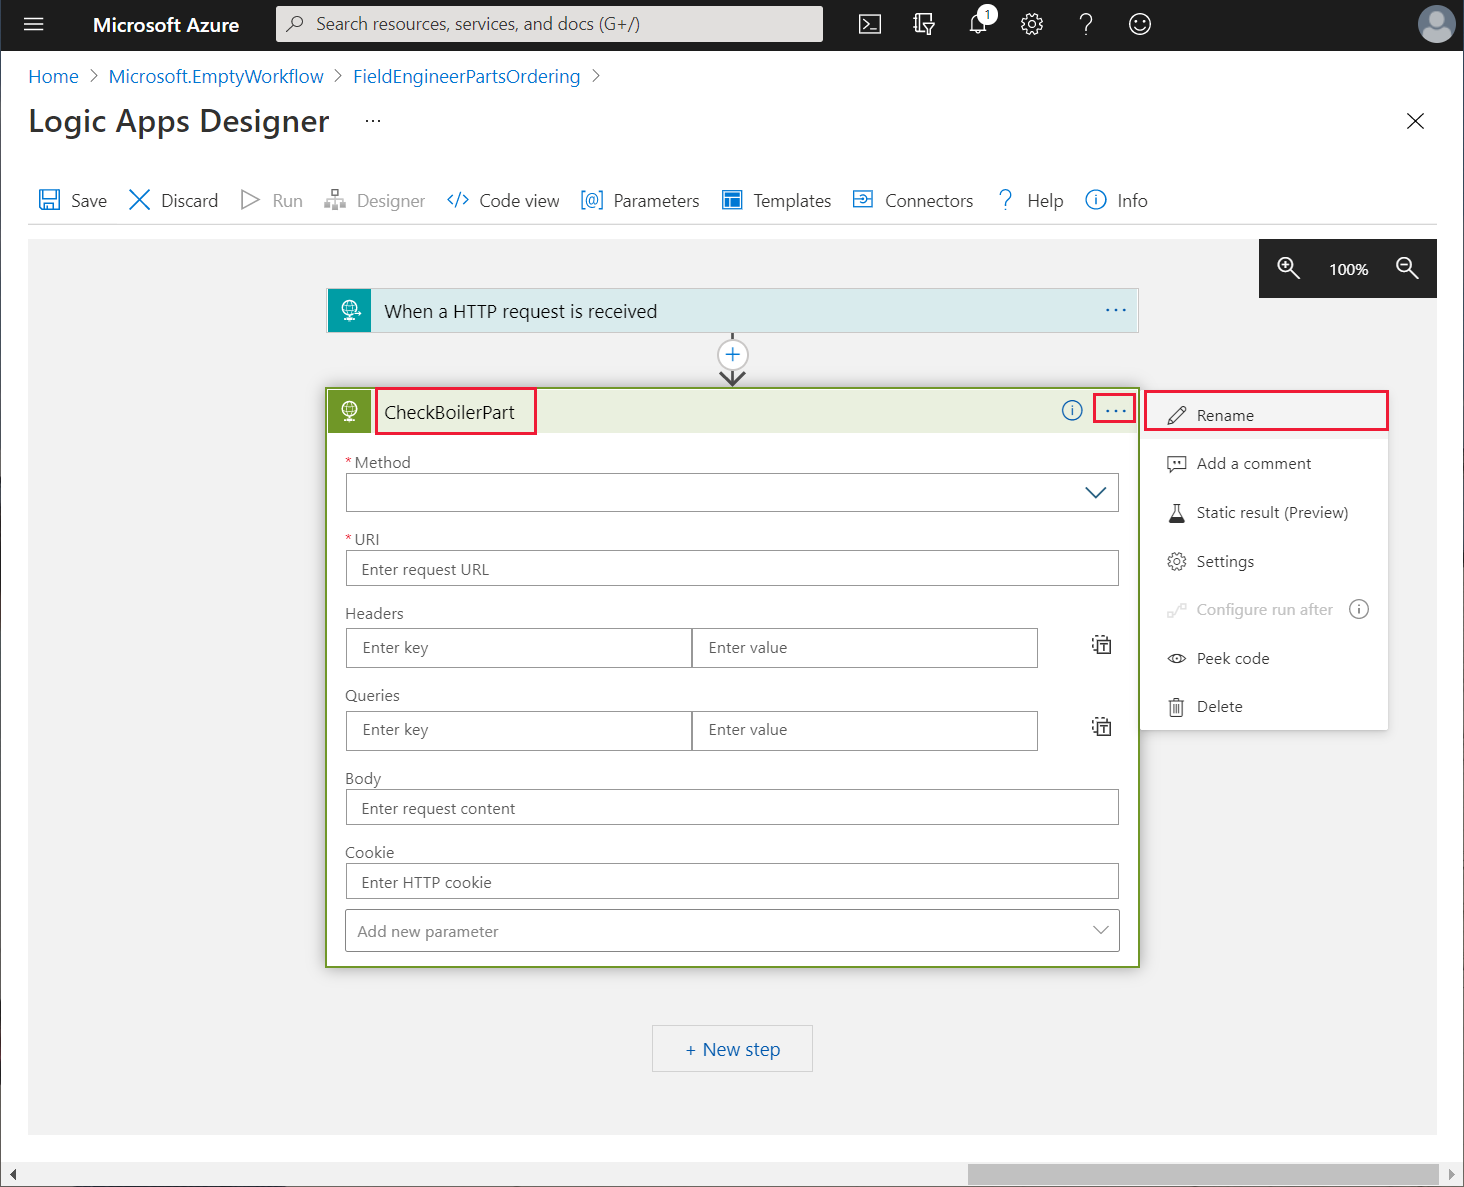 Microsoft Azure
Search resources, services, and docs (G+/)
1
?
Home > Microsoft.EmptyWorkflow > FieldEngineerPartsOrdering >
Logic Apps Designer ...
Save Discard Run Designer </> Code view [@] Parameters Templates Connectors ? Help i Info
100%
When a HTTP request is received ...
+
CheckBoilerPart i ...
Rename
Add a comment
Static result (Preview)
Settings
Configure run after i
Peek code
Delete
* Method
* URI
Enter request URL
Headers
Enter key Enter value
Queries
Enter key Enter value
Body
Enter request content
Cookie
Enter HTTP cookie
Add new parameter
+ New step